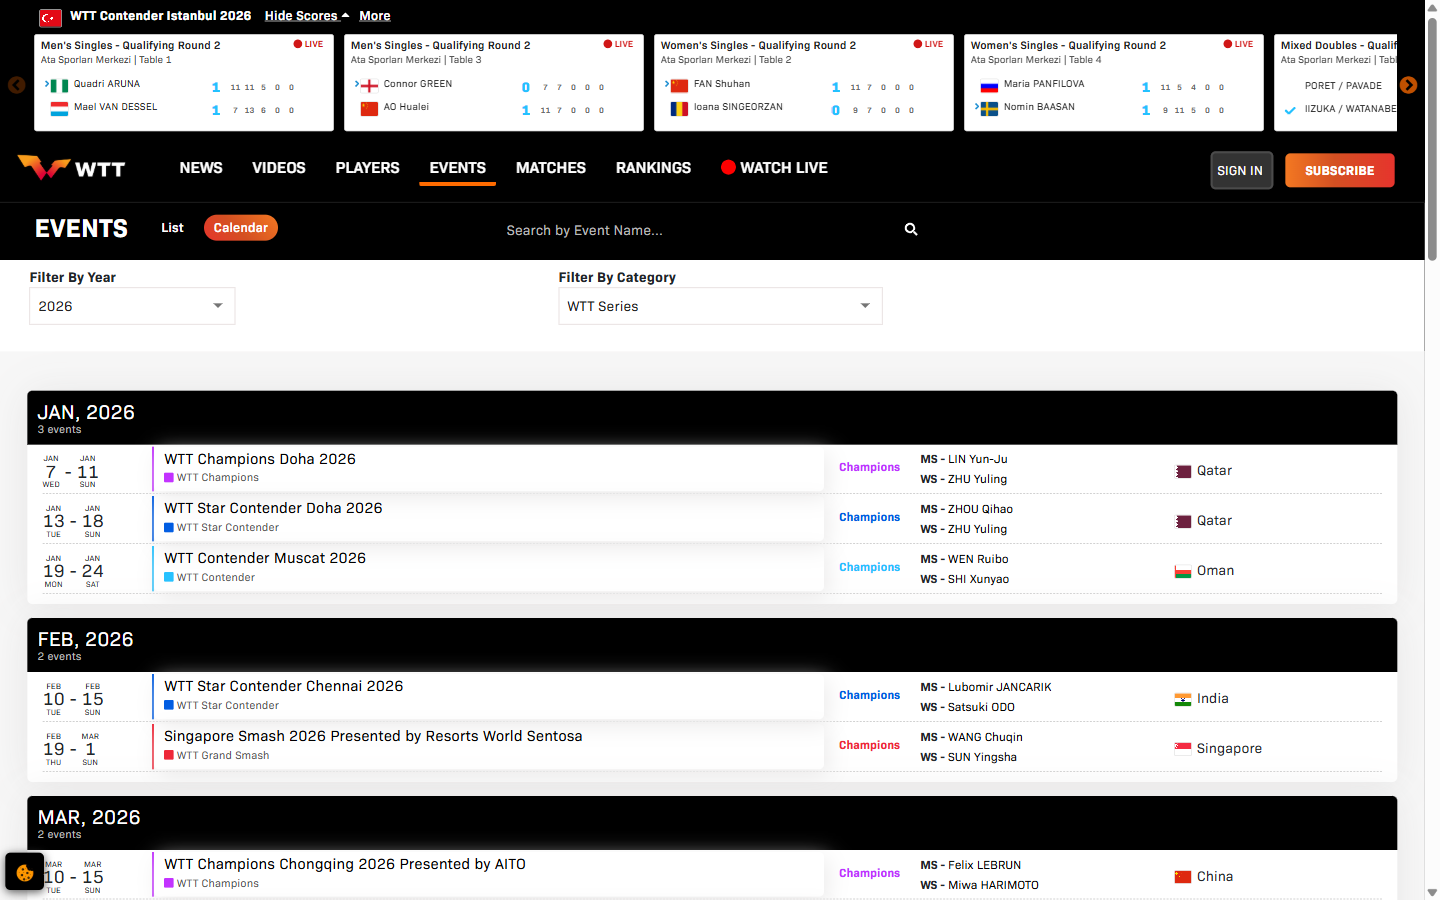 WTT Contender Istanbul 2026 Hide Scores More
Men's Singles - Qualifying Round 2 LIVE
Ata Sporları Merkezi | Table 1
Quadri ARUNA 1 11 11 5 0 0
Mael VAN DESSEL 1 7 13 6 0 0
Men's Singles - Qualifying Round 2 LIVE
Ata Sporları Merkezi | Table 3
Connor GREEN 0 7 7 0 0 0
AO Hualei 1 11 7 0 0 0
Women's Singles - Qualifying Round 2 LIVE
Ata Sporları Merkezi | Table 2
FAN Shuhan 1 11 7 0 0 0
Ioana SINGEORZAN 0 9 7 0 0 0
Women's Singles - Qualifying Round 2 LIVE
Ata Sporları Merkezi | Table 4
Maria PANFILOVA 1 11 5 4 0 0
Nomin BAASAN 1 9 11 5 0 0
Mixed Doubles - Qualif
Ata Sporları Merkezi | Tabl
PORET / PAVADE
IIZUKA / WATANABE
WTT NEWS VIDEOS PLAYERS EVENTS MATCHES RANKINGS WATCH LIVE SIGN IN SUBSCRIBE
EVENTS List Calendar Search by Event Name...
Filter By Year
2026
Filter By Category
WTT Series
JAN, 2026
3 events
JAN 7 WED - JAN 11 SUN
WTT Champions Doha 2026
WTT Champions
Champions
MS - LIN Yun-Ju
WS - ZHU Yuling
Qatar
JAN 13 TUE - JAN 18 SUN
WTT Star Contender Doha 2026
WTT Star Contender
Champions
MS - ZHOU Qihao
WS - ZHU Yuling
Qatar
JAN 19 MON - JAN 24 SAT
WTT Contender Muscat 2026
WTT Contender
Champions
MS - WEN Ruibo
WS - SHI Xunyao
Oman
FEB, 2026
2 events
FEB 10 TUE - FEB 15 SUN
WTT Star Contender Chennai 2026
WTT Star Contender
Champions
MS - Lubomir JANCARIK
WS - Satsuki ODO
India
FEB 19 THU - MAR 1 SUN
Singapore Smash 2026 Presented by Resorts World Sentosa
WTT Grand Smash
Champions
MS - WANG Chuqin
WS - SUN Yingsha
Singapore
MAR, 2026
2 events
MAR 10 TUE - MAR 15 SUN
WTT Champions Chongqing 2026 Presented by AITO
WTT Champions
Champions
MS - Felix LEBRUN
WS - Miwa HARIMOTO
China